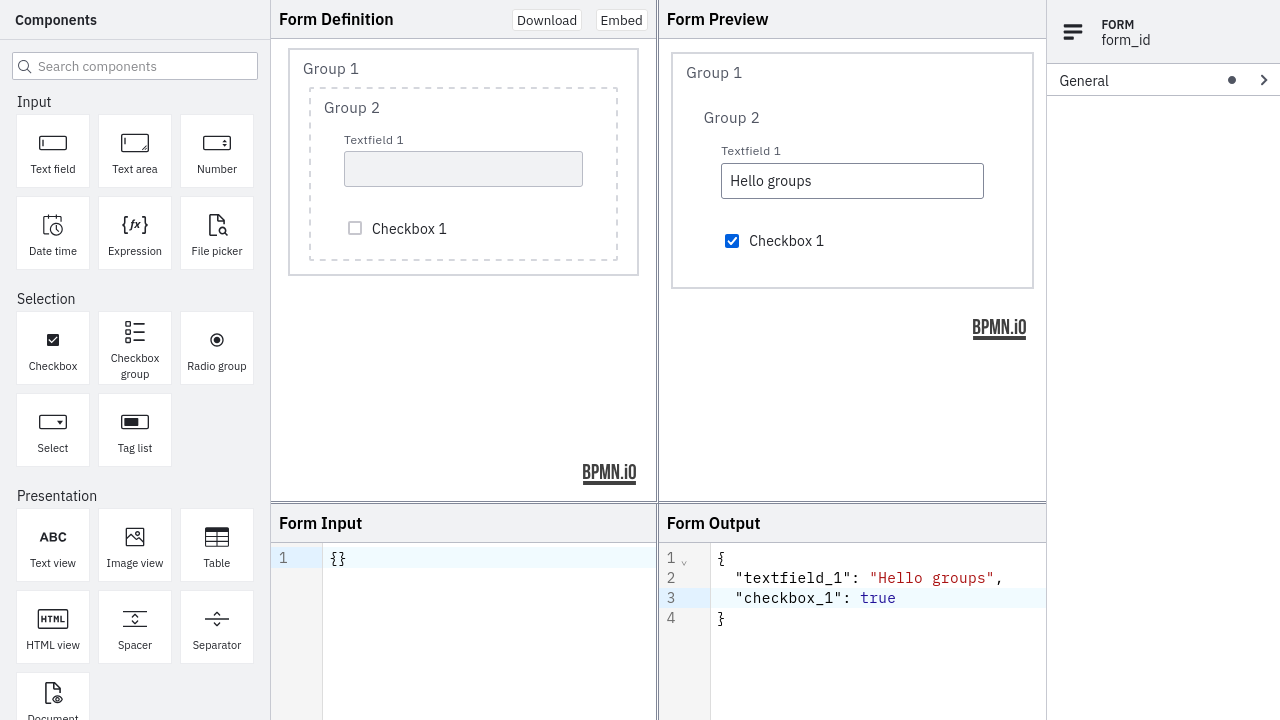 Components
Search components
Input
Text field
Text area
Number
Date time
Expression
File picker
Selection
Checkbox
Checkbox
group
Radio group
Select
Tag list
Presentation
ABC
Text view
Image view
Table
HTML
HTML view
Spacer
Separator
Document
Form Definition
Download
Embed
Group 1
Group 2
Textfield 1
Checkbox 1
BPMN.iO
Form Preview
Group 1
Group 2
Textfield 1
Hello groups
Checkbox 1
BPMN.iO
Form Input
1
{}
Form Output
1 {
2 "textfield_1": "Hello groups",
3 "checkbox_1": true
4 }
FORM
form_id
General